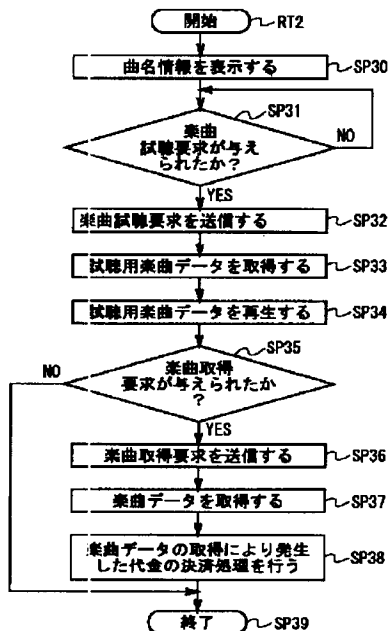 開始
RT2
曲名情報を表示する
SP30
SP31
楽曲
試聴要求が与え
られたか?
NO
YES
楽曲試聴要求を送信する
SP32
試聴用楽曲データを取得する
SP33
試聴用楽曲データを再生する
SP34
SP35
NO
楽曲取得
要求が与えられたか
?
YES
楽曲取得要求を送信する
SP36
楽曲データを取得する
SP37
楽曲データの取得により発生
した代金の決済処理を行う
SP38
終了
SP39